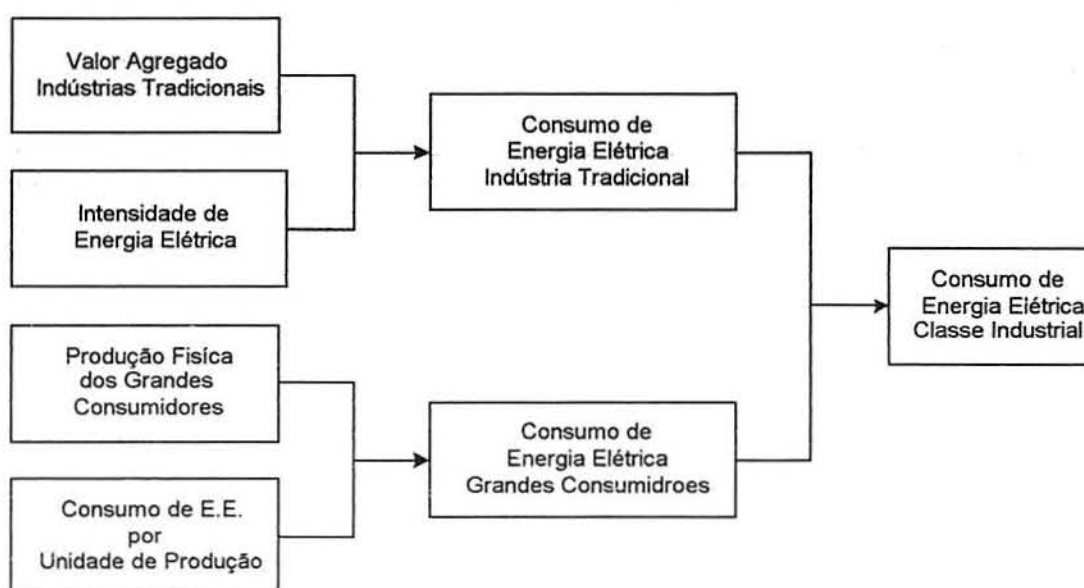 Valor Agregado
Indústrias Tradicionais
Intensidade de
Energia Elétrica
Produção Fisíca
dos Grandes
Consumidores
Consumo de E.E.
por
Unidade de Produção
Consumo de
Energia Elétrica
Indústria Tradicional
Consumo de
Energia Elétrica
Grandes Consumidroes
Consumo de
Energia Elétrica
Classe Industrial